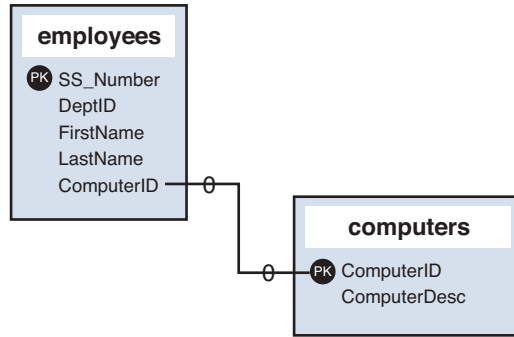 employees
PK SS_Number
DeptID
FirstName
LastName
ComputerID
computers
PK ComputerID
ComputerDesc